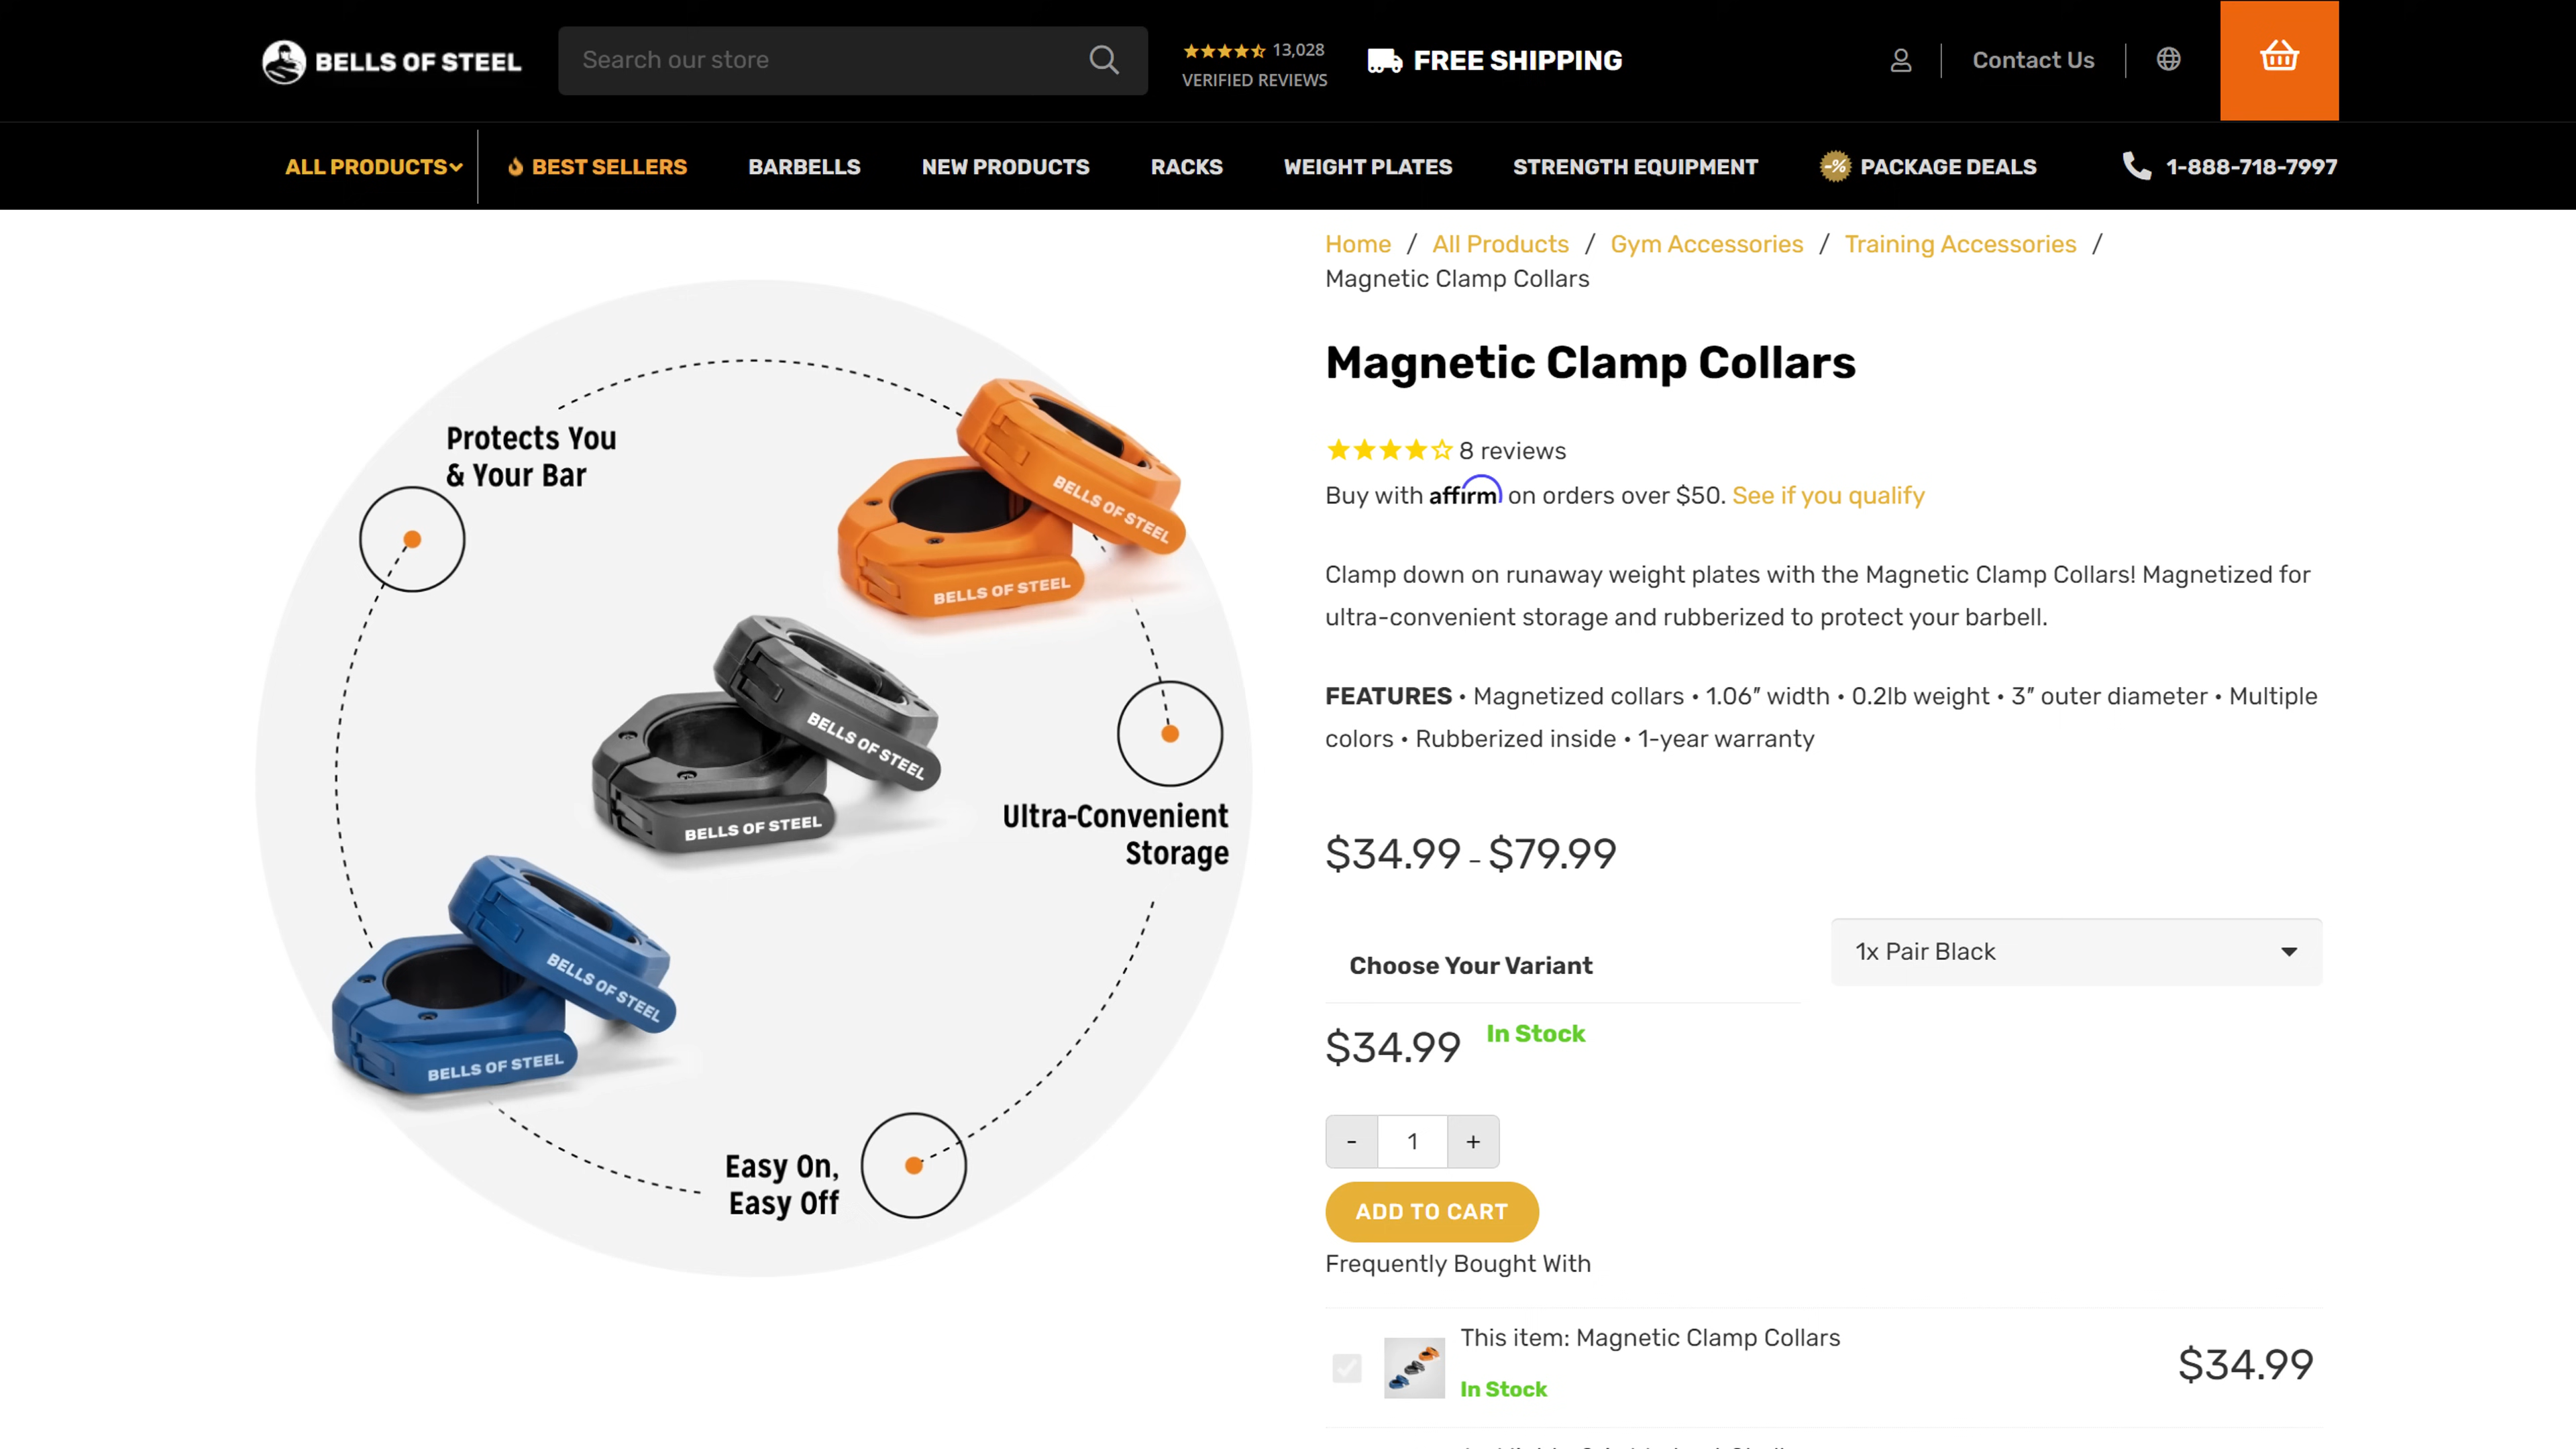 BELLS OF STEEL
Search our store
13,028
VERIFIED REVIEWS
FREE SHIPPING
Contact Us
ALL PRODUCTS
BEST SELLERS
BARBELLS
NEW PRODUCTS
RACKS
WEIGHT PLATES
STRENGTH EQUIPMENT
-%
PACKAGE DEALS
1-888-718-7997
Protects You
& Your Bar
BELLS OF STEEL
BELLS OF STEEL
BELLS OF STEEL
BELLS OF STEEL
Ultra-Convenient
Storage
BELLS OF STEEL
BELLS OF STEEL
Easy On,
Easy Off
Home / All Products / Gym Accessories / Training Accessories /
Magnetic Clamp Collars
Magnetic Clamp Collars
8 reviews
Buy with affirm on orders over $50. See if you qualify
Clamp down on runaway weight plates with the Magnetic Clamp Collars! Magnetized for
ultra-convenient storage and rubberized to protect your barbell.
FEATURES • Magnetized collars • 1.06″ width • 0.2lb weight • 3″ outer diameter • Multiple
colors • Rubberized inside • 1-year warranty
$34.99 – $79.99
Choose Your Variant
1x Pair Black
$34.99 In Stock
- 1 +
ADD TO CART
Frequently Bought With
This item: Magnetic Clamp Collars
In Stock
$34.99